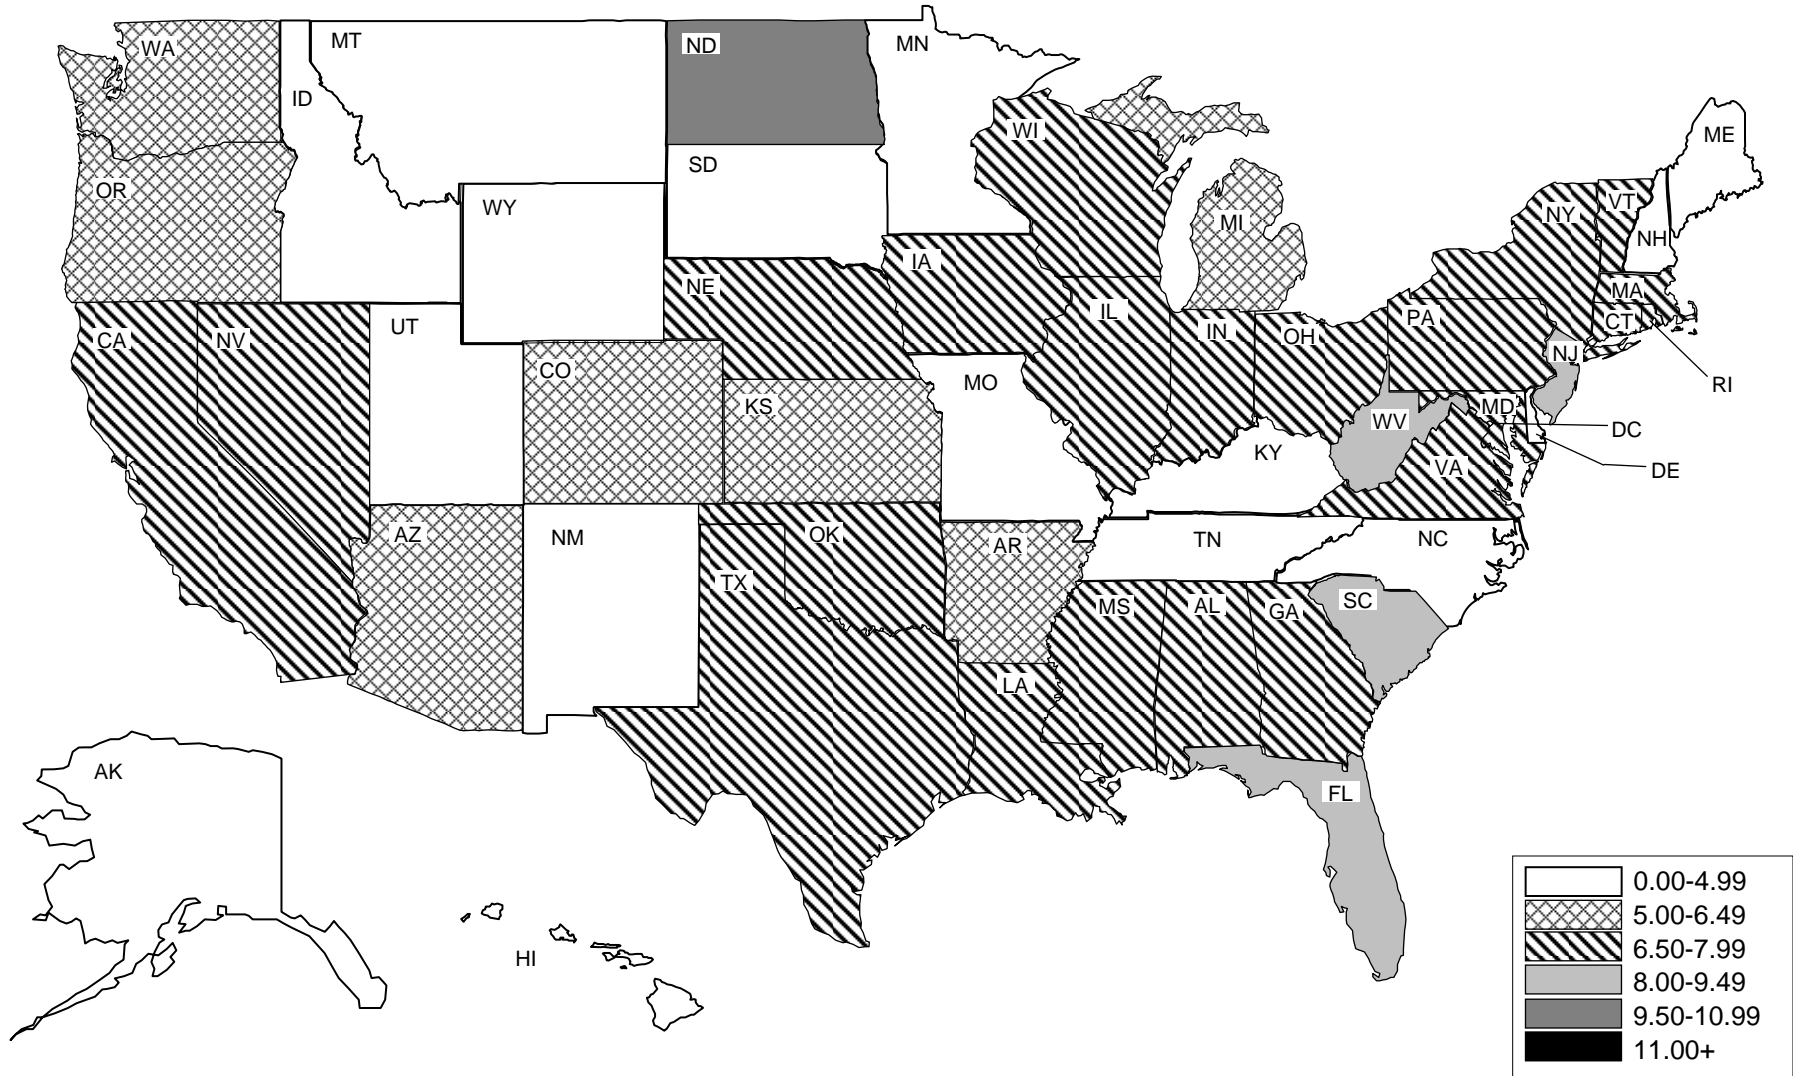 WA
MT
ND
MN
ID
WI
ME
SD
OR
WY
MI
VT
NY
NH
IA
NE
MA
IL
PA
CT
UT
CA
NV
IN
OH
NJ
CO
MO
RI
KS
MD
WV
DC
KY
VA
DE
AZ
NM
OK
AR
TN
NC
TX
MS
AL
GA
SC
LA
AK
FL
HI
0.00-4.99
5.00-6.49
6.50-7.99
8.00-9.49
9.50-10.99
11.00+